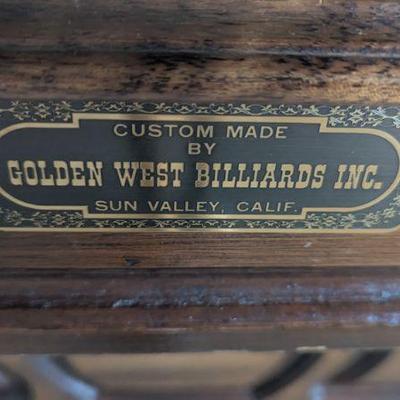 CUSTOM MADE
BY
GOLDEN WEST BILLIARDS INC.
SUN VALLEY, CALIF.